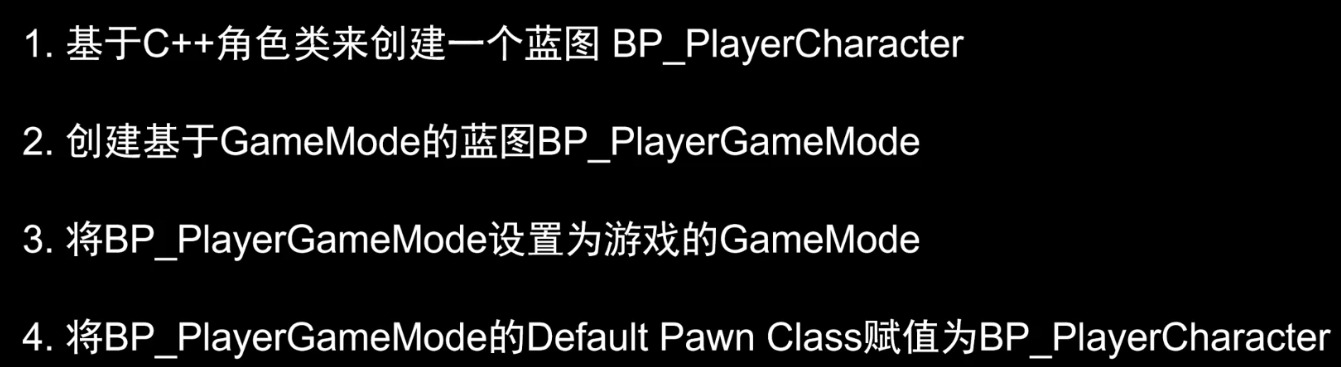 1. 基于C++角色类来创建一个蓝图 BP_PlayerCharacter
2. 创建基于GameMode的蓝图BP_PlayerGameMode
3. 将BP_PlayerGameMode设置为游戏的GameMode
4. 将BP_PlayerGameMode的Default Pawn Class赋值为BP_PlayerCharacter